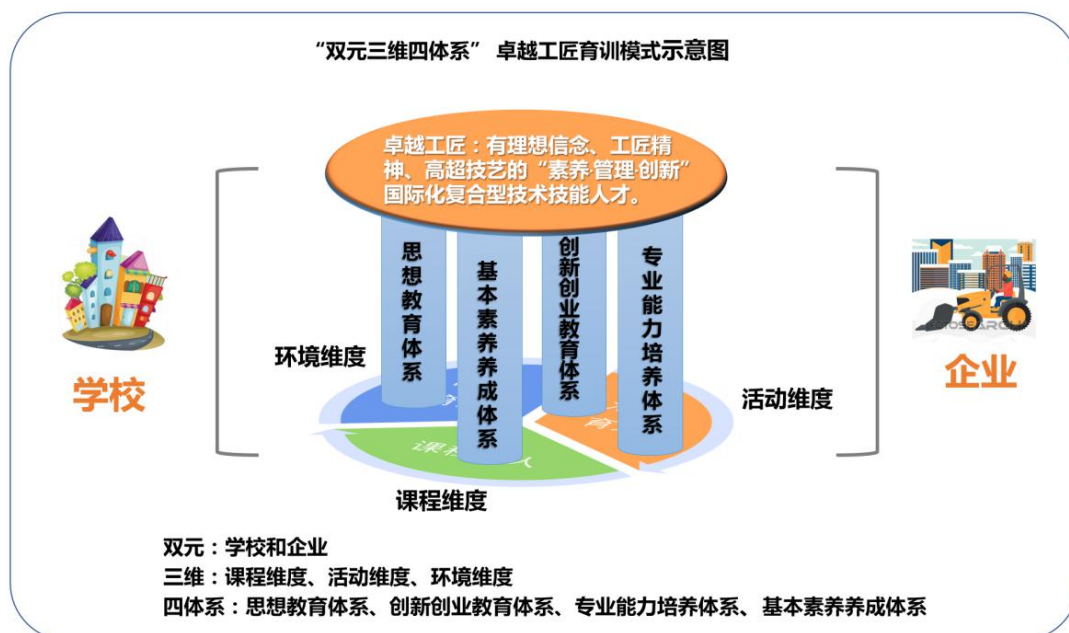 “双元三维四体系” 卓越工匠育训模式示意图
卓越工匠：有理想信念、工匠精
神、高超技艺的“素养·管理·创新”
国际化复合型技术技能人才。
思想教育体系
基本素养养成体系
创新创业教育体系
专业能力培养体系
环境维度
学校
企业
活动维度
育
课程
人
育
课程维度
双元：学校和企业
三维：课程维度、活动维度、环境维度
四体系：思想教育体系、创新创业教育体系、专业能力培养体系、基本素养养成体系